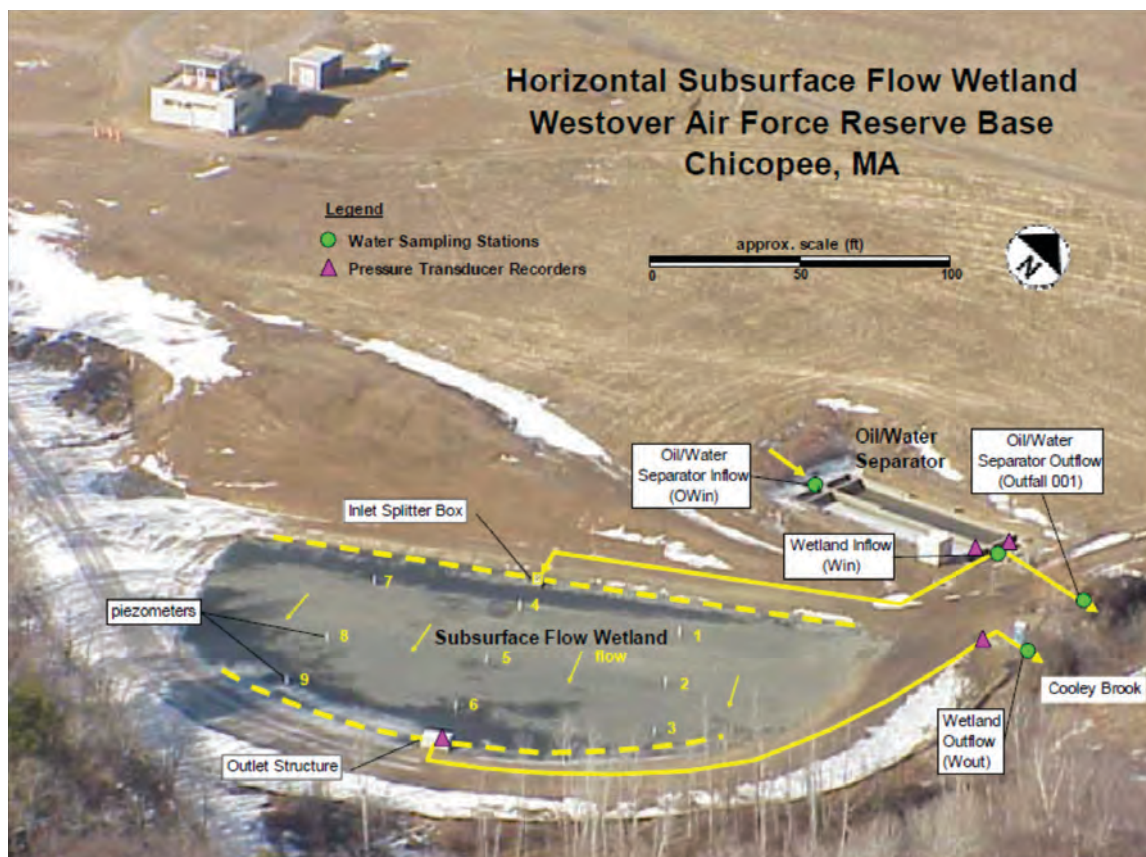 Horizontal Subsurface Flow Wetland
Westover Air Force Reserve Base
Chicopee, MA
Legend
Water Sampling Stations
Pressure Transducer Recorders
approx. scale (ft)
0 50 100
N
Oil/Water
Separator Inflow
(OWin)
Oil/Water
Separator
Oil/Water
Separator Outflow
(Outfall 001)
Inlet Splitter Box
Wetland Inflow
(Win)
7
4
piezometers
8
Subsurface Flow Wetland
1
5
flow
9
2
6
3
Cooley Brook
Wetland
Outflow
(Wout)
Outlet Structure